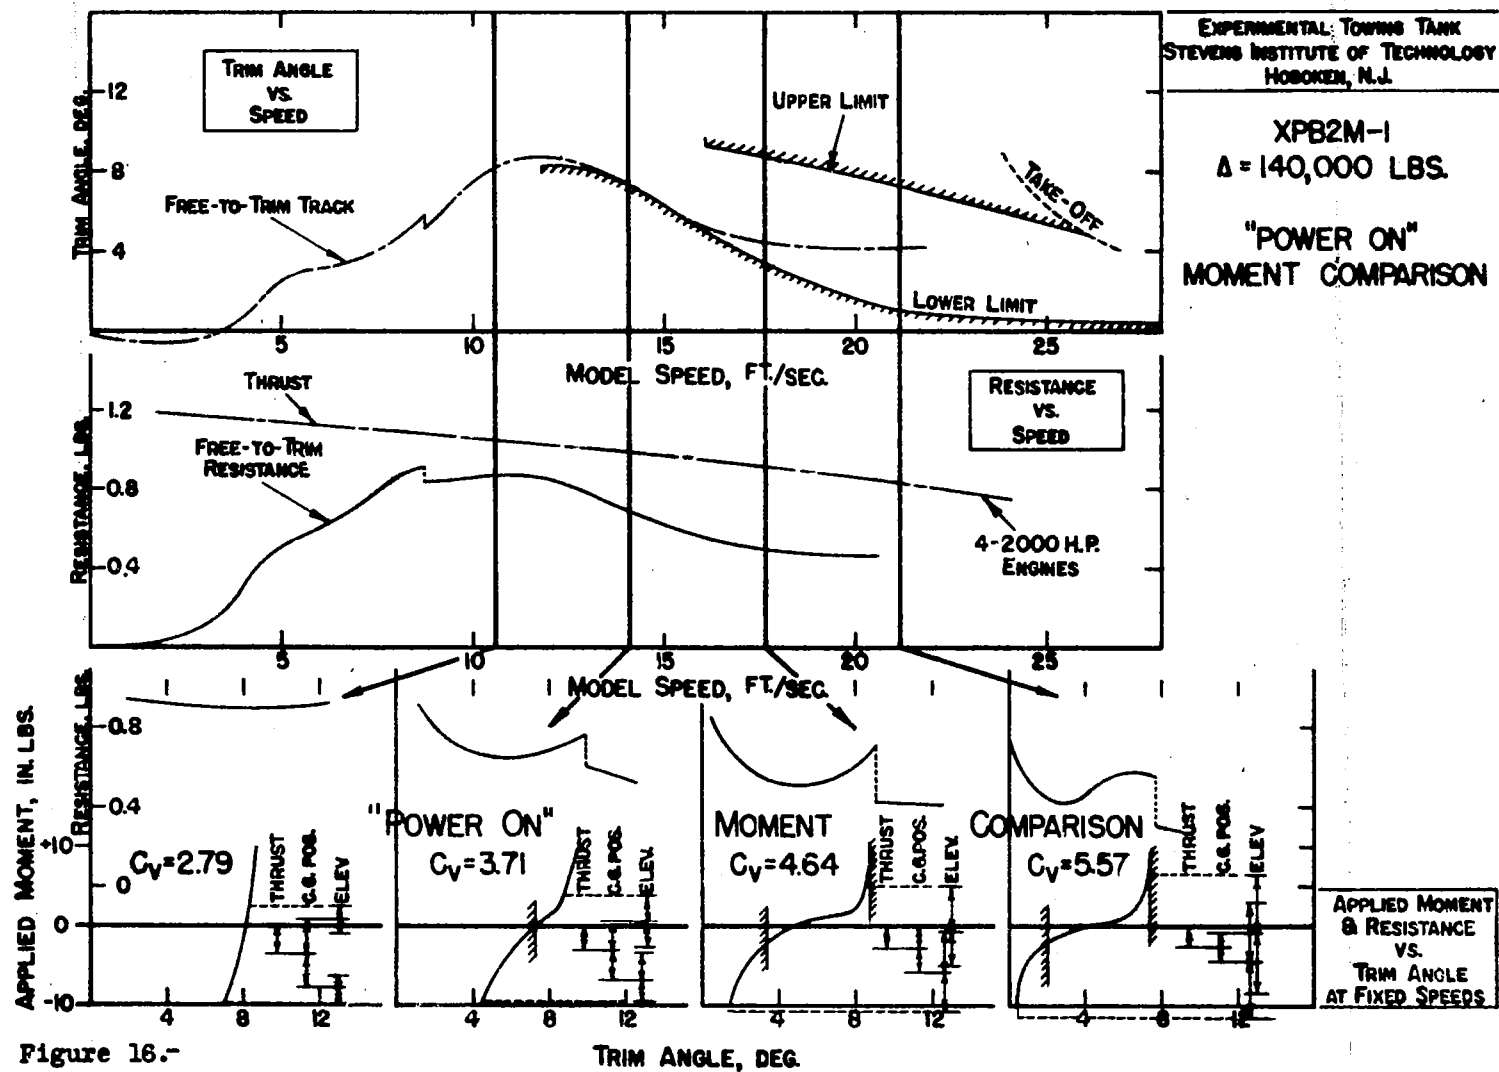 EXPERIMENTAL TOWING TANK
STEVENS INSTITUTE OF TECHNOLOGY
HOBOKEN, N.J.
XPB2M-1
Δ = 140,000 LBS.
"POWER ON"
MOMENT COMPARISON
TRIM ANGLE
VS.
SPEED
TRIM ANGLE, DEG.
12
8
4
FREE-TO-TRIM TRACK
UPPER LIMIT
TAKE-OFF
LOWER LIMIT
5
10
15
20
25
MODEL SPEED, FT./SEC.
RESISTANCE
VS.
SPEED
RESISTANCE, LBS.
1.2
0.8
0.4
THRUST
FREE-TO-TRIM
RESISTANCE
4-2000 H.P.
ENGINES
5
10
15
20
25
MODEL SPEED, FT./SEC.
RESISTANCE, LBS.
APPLIED MOMENT, IN. LBS.
0.8
0.4
+10
0
0
-10
"POWER ON" MOMENT COMPARISON
Cv=2.79
THRUST
C.G. POS.
ELEV
Cv=3.71
THRUST
C.G. POS.
ELEV.
Cv=4.64
THRUST
C.G. POS.
ELEV.
Cv=5.57
THRUST
C.G. POS.
ELEV
APPLIED MOMENT
& RESISTANCE
VS.
TRIM ANGLE
AT FIXED SPEEDS
4 8 12
4 8 12
4 8 12
4 8 12
TRIM ANGLE, DEG.
Figure 16.-